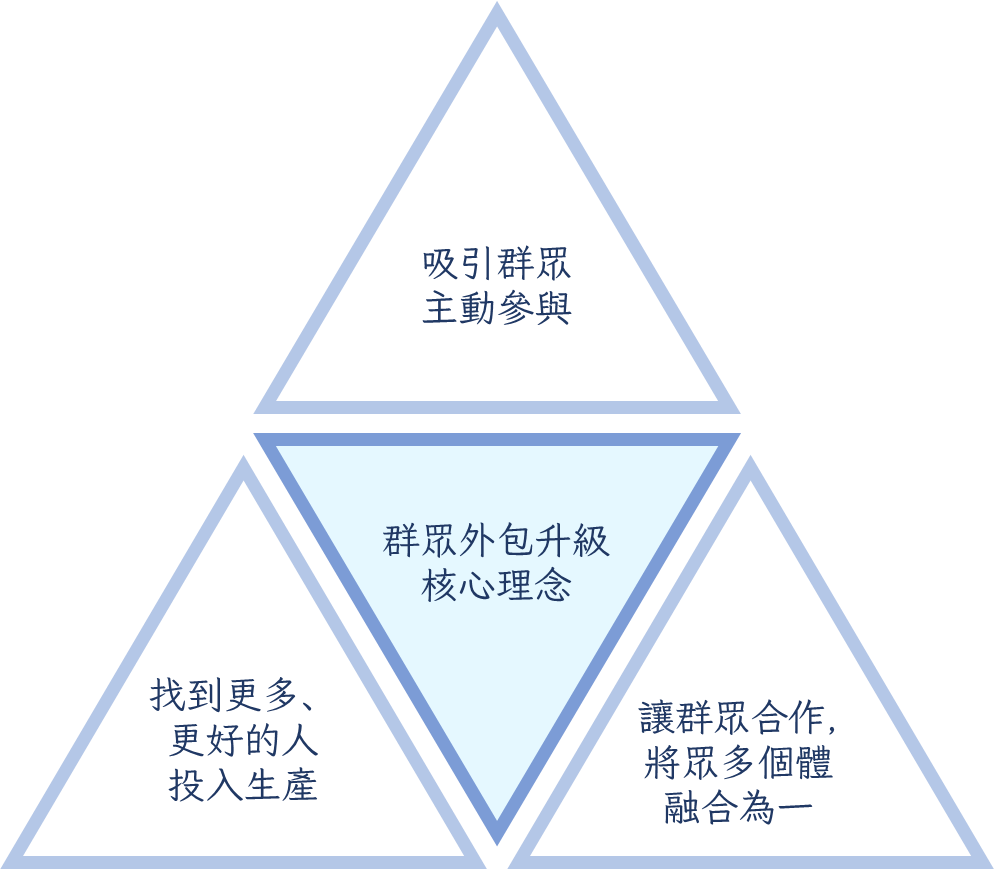 吸引群眾
主動參與
群眾外包升級
核心理念
找到更多、
更好的人
投入生產
讓群眾合作,
將眾多個體
融合為一